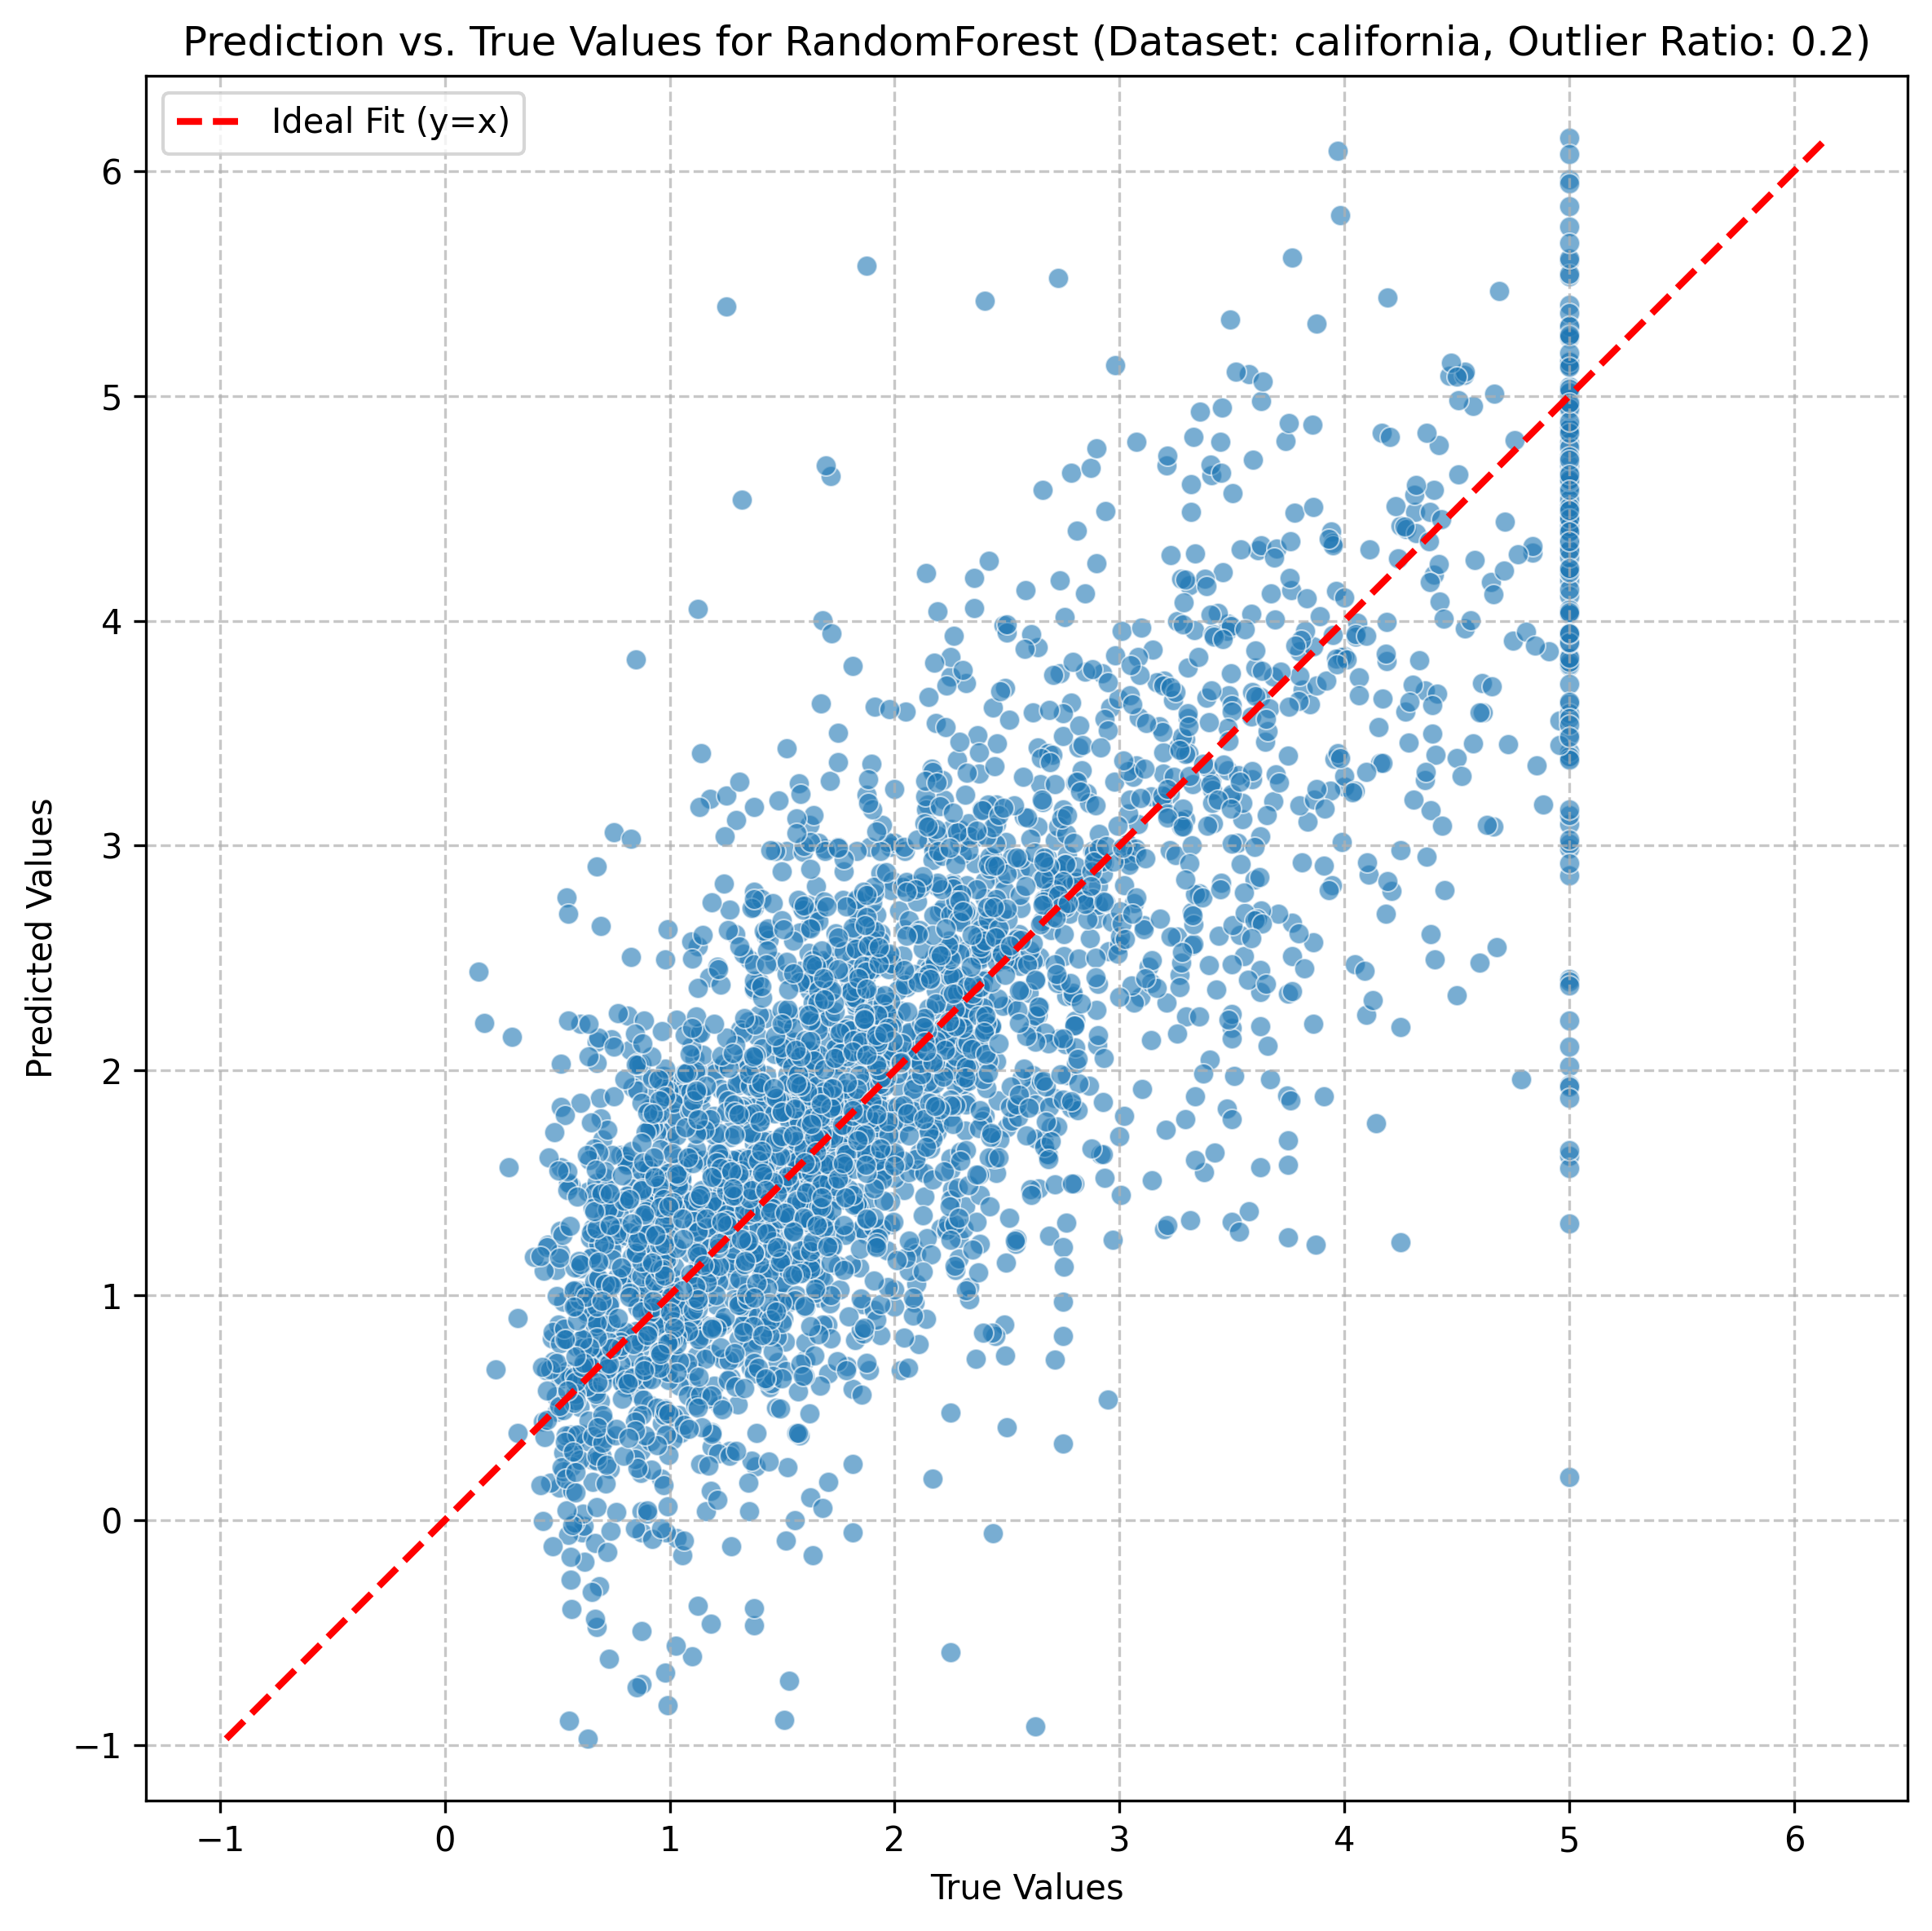 Prediction vs. True Values for RandomForest (Dataset: california, Outlier Ratio: 0.2)
Ideal Fit (y=x)
Predicted Values
6
5
4
3
2
1
0
−1
−1 0 1 2 3 4 5 6
True Values